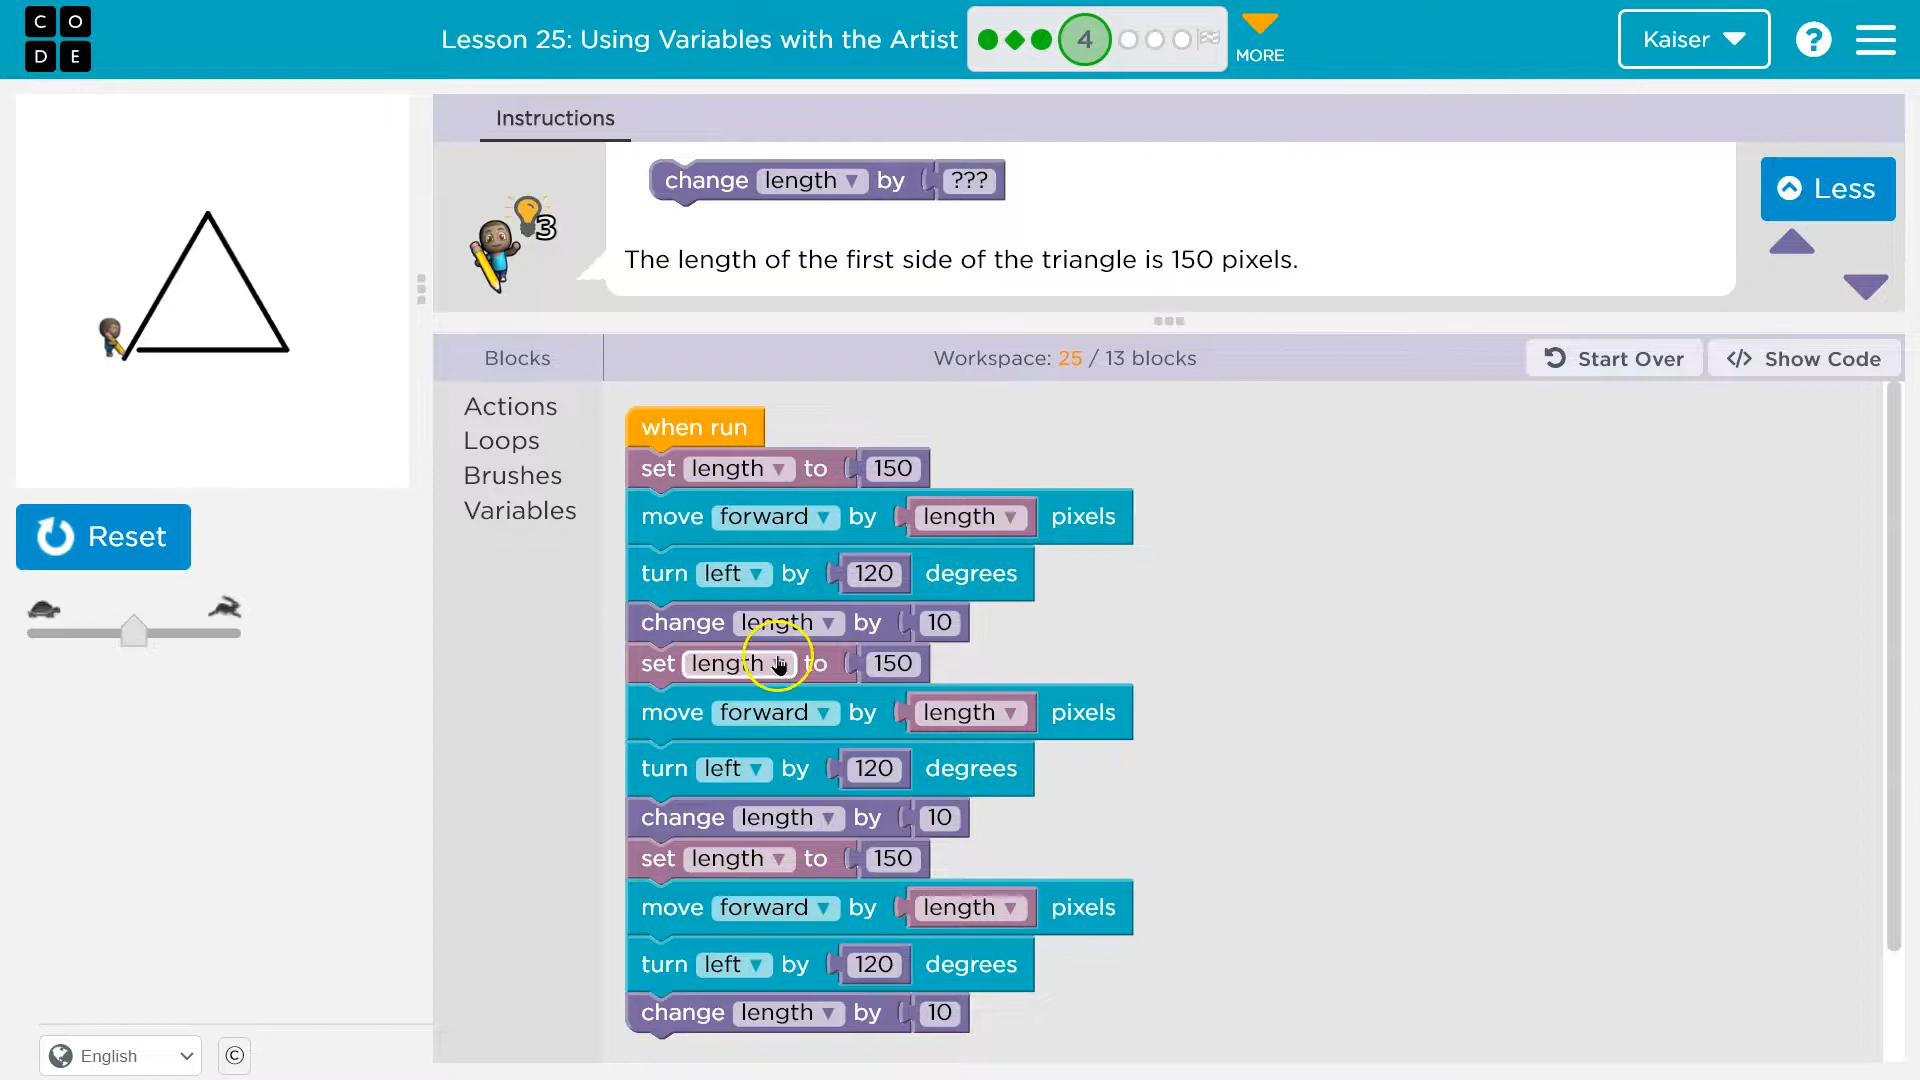 C O
D E
Lesson 25: Using Variables with the Artist
4
MORE
Kaiser
?
Instructions
change length by ???
3
The length of the first side of the triangle is 150 pixels.
Less
Blocks
Workspace: 25 / 13 blocks
Start Over
</> Show Code
Actions
Loops
Brushes
Variables
Reset
when run
set length to 150
move forward by length pixels
turn left by 120 degrees
change length by 10
set length to 150
move forward by length pixels
turn left by 120 degrees
change length by 10
set length to 150
move forward by length pixels
turn left by 120 degrees
change length by 10
English
©